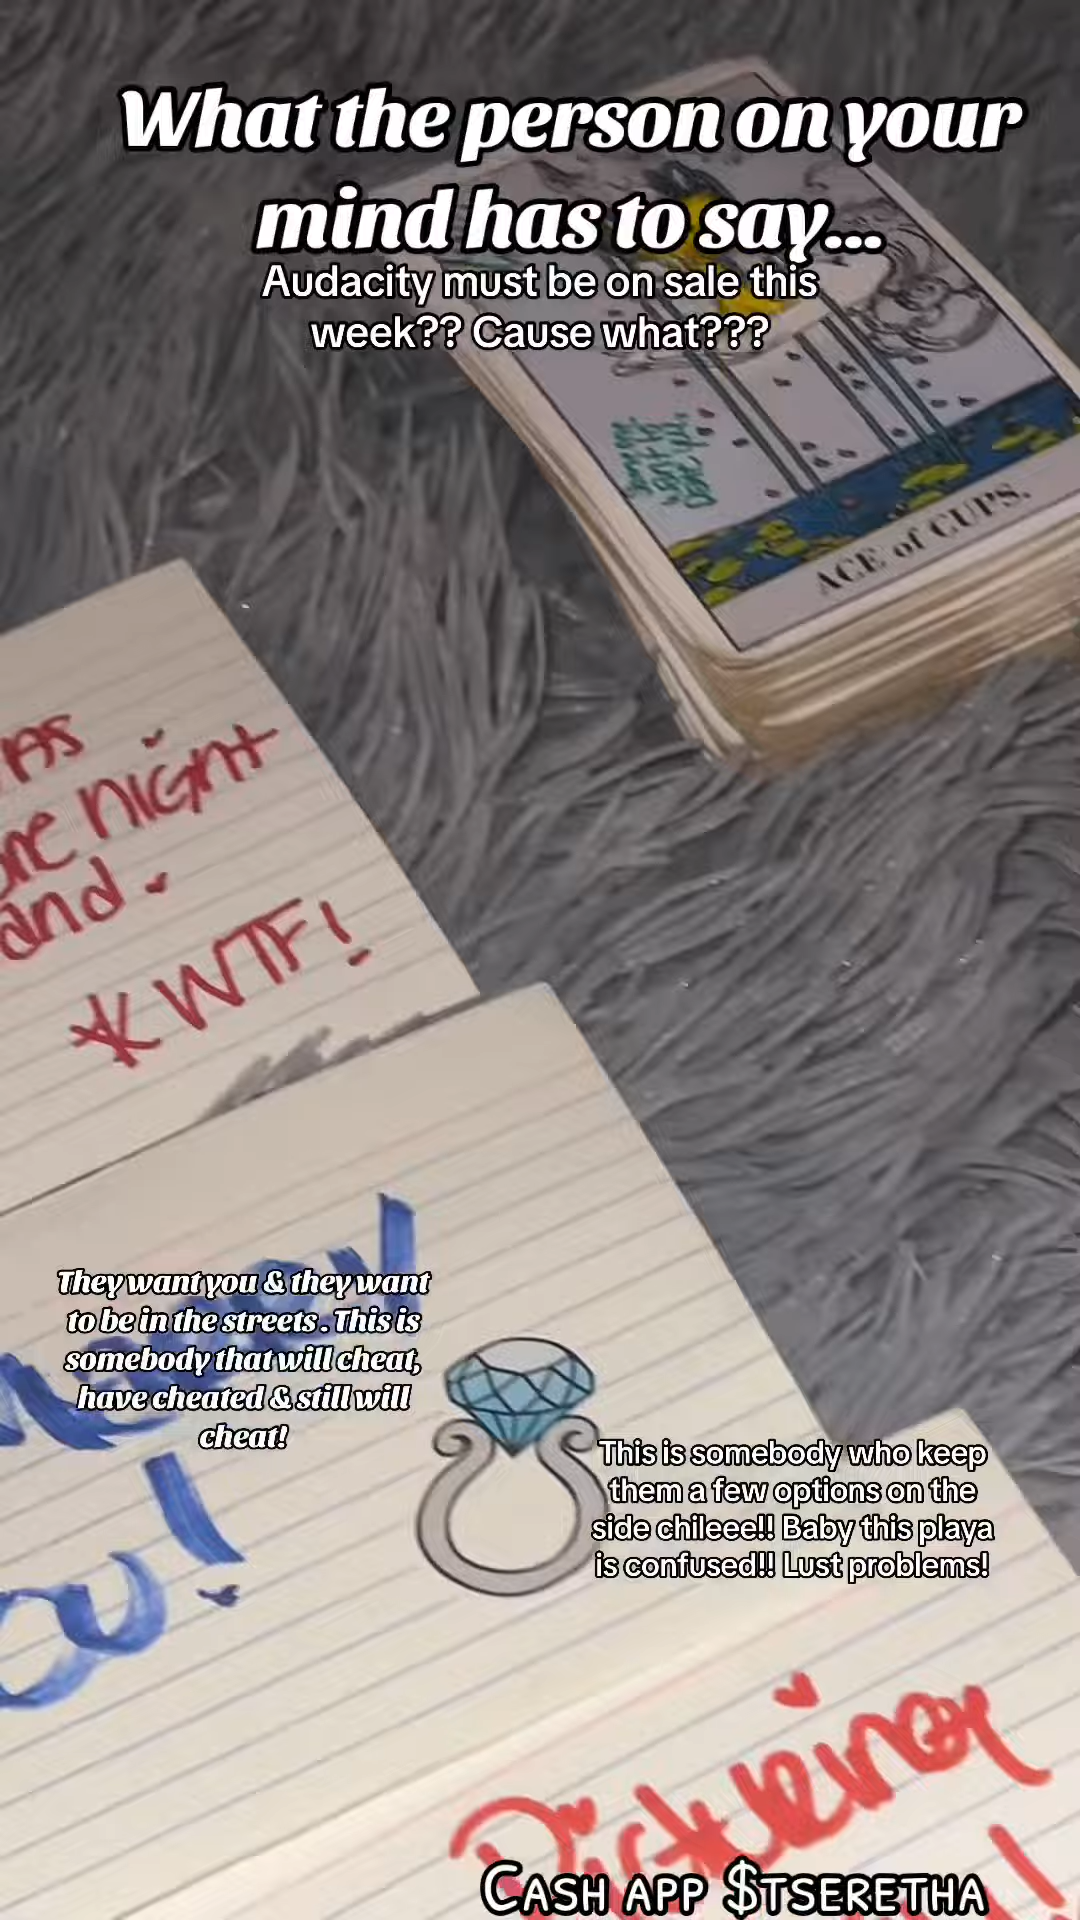 What the person on your
mind has to say...
Audacity must be on sale this
week?? Cause what???
ACE of CUPS.
night
WTF!
They want you & they want
to be in the streets. This is
somebody that will cheat,
have cheated & still will
cheat!
This is somebody who keep
them a few options on the
side chileee!! Baby this playa
is confused!! Lust problems!
Picturing
Cash app $tseretha